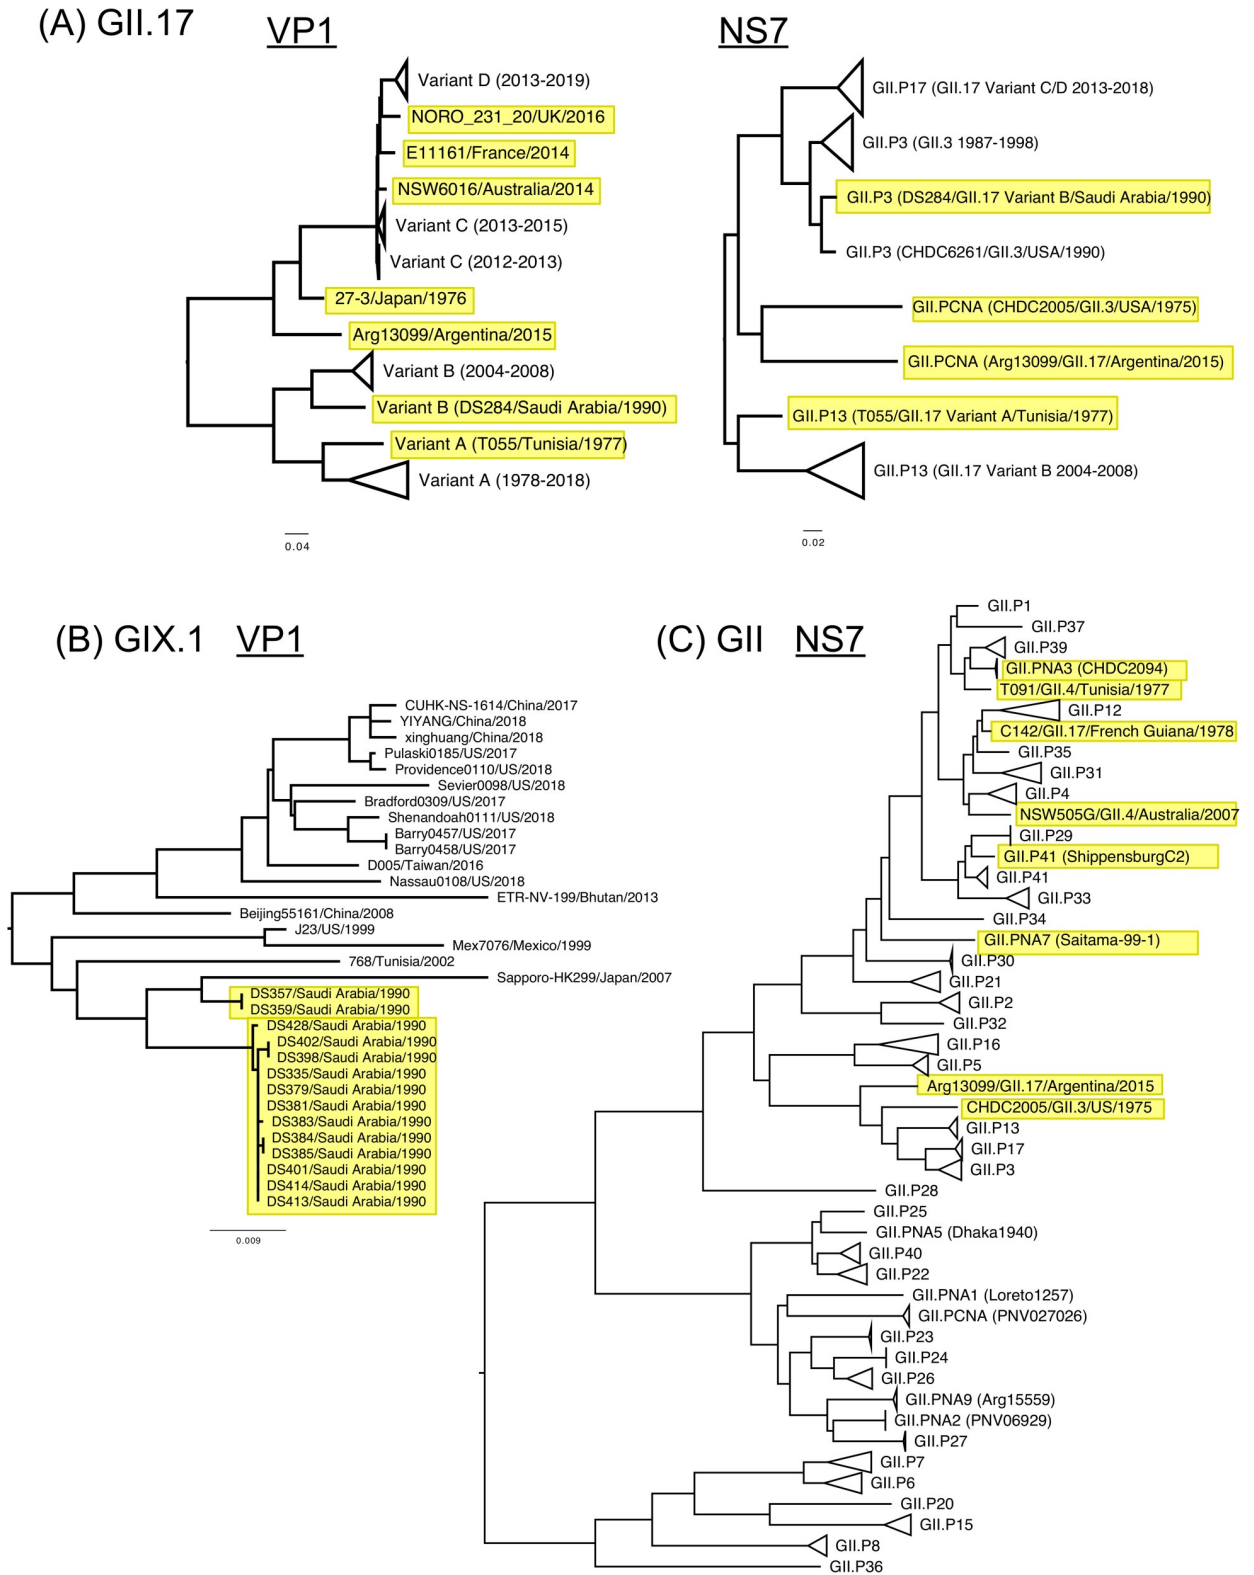 (A) GII.17
VP1
Variant D (2013-2019)
NORO_231_20/UK/2016
E11161/France/2014
NSW6016/Australia/2014
Variant C (2013-2015)
Variant C (2012-2013)
27-3/Japan/1976
Arg13099/Argentina/2015
Variant B (2004-2008)
Variant B (DS284/Saudi Arabia/1990)
Variant A (T055/Tunisia/1977)
Variant A (1978-2018)
0.04
NS7
GII.P17 (GII.17 Variant C/D 2013-2018)
GII.P3 (GII.3 1987-1998)
GII.P3 (DS284/GII.17 Variant B/Saudi Arabia/1990)
GII.P3 (CHDC6261/GII.3/USA/1990)
GII.PCNA (CHDC2005/GII.3/USA/1975)
GII.PCNA (Arg13099/GII.17/Argentina/2015)
GII.P13 (T055/GII.17 Variant A/Tunisia/1977)
GII.P13 (GII.17 Variant B 2004-2008)
0.02
(B) GIX.1 VP1
CUHK-NS-1614/China/2017
YIYANG/China/2018
xinghuang/China/2018
Pulaski0185/US/2017
Providence0110/US/2018
Sevier0098/US/2018
Bradford0309/US/2017
Shenandoah0111/US/2018
Barry0457/US/2017
Barry0458/US/2017
D005/Taiwan/2016
Nassau0108/US/2018
ETR-NV-199/Bhutan/2013
Beijing55161/China/2008
J23/US/1999
Mex7076/Mexico/1999
768/Tunisia/2002
Sapporo-HK299/Japan/2007
DS357/Saudi Arabia/1990
DS359/Saudi Arabia/1990
DS428/Saudi Arabia/1990
DS402/Saudi Arabia/1990
DS398/Saudi Arabia/1990
DS335/Saudi Arabia/1990
DS379/Saudi Arabia/1990
DS381/Saudi Arabia/1990
DS383/Saudi Arabia/1990
DS384/Saudi Arabia/1990
DS385/Saudi Arabia/1990
DS401/Saudi Arabia/1990
DS414/Saudi Arabia/1990
DS413/Saudi Arabia/1990
0.009
(C) GII NS7
GII.P1
GII.P37
GII.P39
GII.PNA3 (CHDC2094)
T091/GII.4/Tunisia/1977
GII.P12
C142/GII.17/French Guiana/1978
GII.P35
GII.P31
GII.P4
NSW505G/GII.4/Australia/2007
GII.P29
GII.P41 (ShippensburgC2)
GII.P41
GII.P33
GII.P34
GII.PNA7 (Saitama-99-1)
GII.P30
GII.P21
GII.P2
GII.P32
GII.P16
GII.P5
Arg13099/GII.17/Argentina/2015
CHDC2005/GII.3/US/1975
GII.P13
GII.P17
GII.P3
GII.P28
GII.P25
GII.PNA5 (Dhaka1940)
GII.P40
GII.P22
GII.PNA1 (Loreto1257)
GII.PCNA (PNV027026)
GII.P23
GII.P24
GII.P26
GII.PNA9 (Arg15559)
GII.PNA2 (PNV06929)
GII.P27
GII.P7
GII.P6
GII.P20
GII.P15
GII.P8
GII.P36